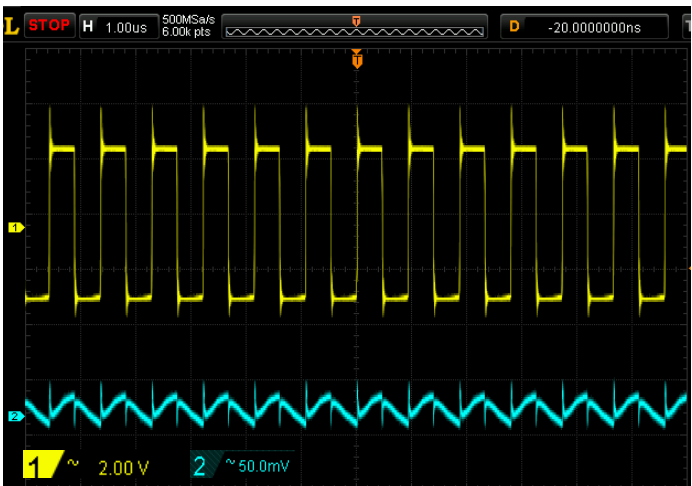 L STOP H 1.00us 500MSa/s 6.00k pts T D -20.0000000ns T
T
1
2
1 ~ 2.00 V 2 ~ 50.0mV